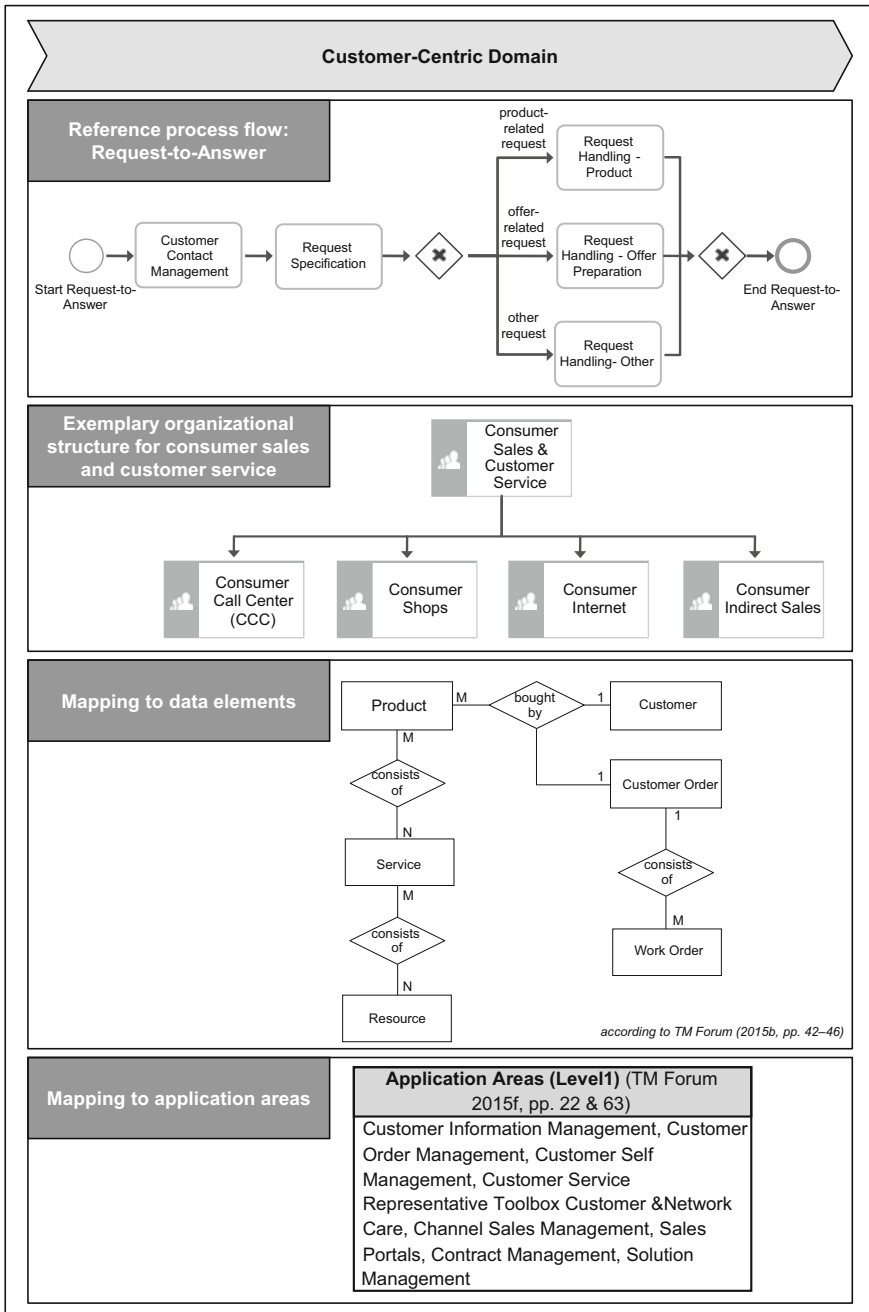 Customer-Centric Domain
Reference process flow:
Request-to-Answer
product-
related
request
Request
Handling -
Product
Start Request-to-
Answer
Customer
Contact
Management
Request
Specification
offer-
related
request
Request
Handling - Offer
Preparation
End Request-to-
Answer
other
request
Request
Handling- Other
Exemplary organizational
structure for consumer sales
and customer service
Consumer
Sales &
Customer
Service
Consumer
Call Center
(CCC)
Consumer
Shops
Consumer
Internet
Consumer
Indirect Sales
Mapping to data elements
Product
M
bought
by
1
Customer
M
1
Customer Order
consists
of
1
N
consists
of
Service
M
M
consists
of
Work Order
N
Resource
according to TM Forum (2015b, pp. 42–46)
Mapping to application areas
Application Areas (Level1) (TM Forum
2015f, pp. 22 & 63)
Customer Information Management, Customer
Order Management, Customer Self
Management, Customer Service
Representative Toolbox Customer &Network
Care, Channel Sales Management, Sales
Portals, Contract Management, Solution
Management